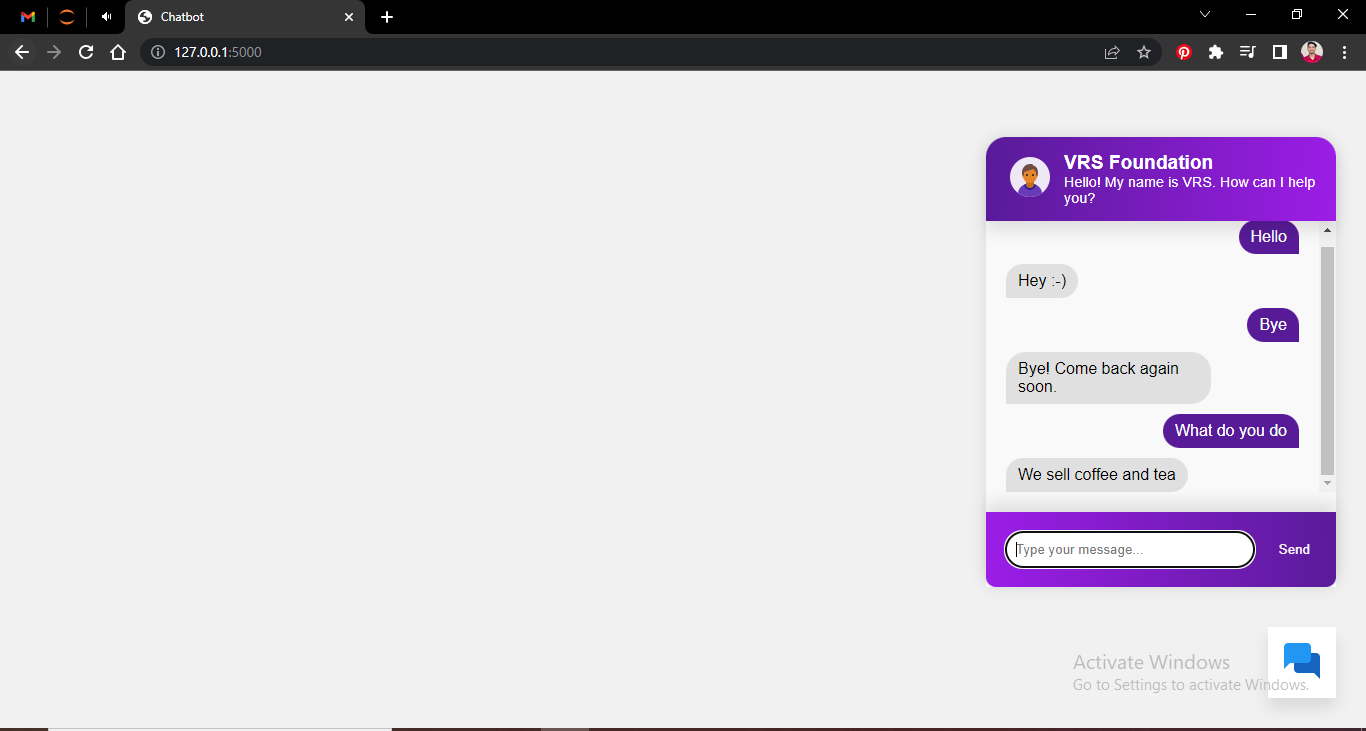 Chatbot
127.0.0.1:5000
VRS Foundation
Hello! My name is VRS. How can I help
you?
Hello
Hey :-)
Bye
Bye! Come back again
soon.
What do you do
We sell coffee and tea
Type your message...
Send
Activate Windows
Go to Settings to activate Windows.